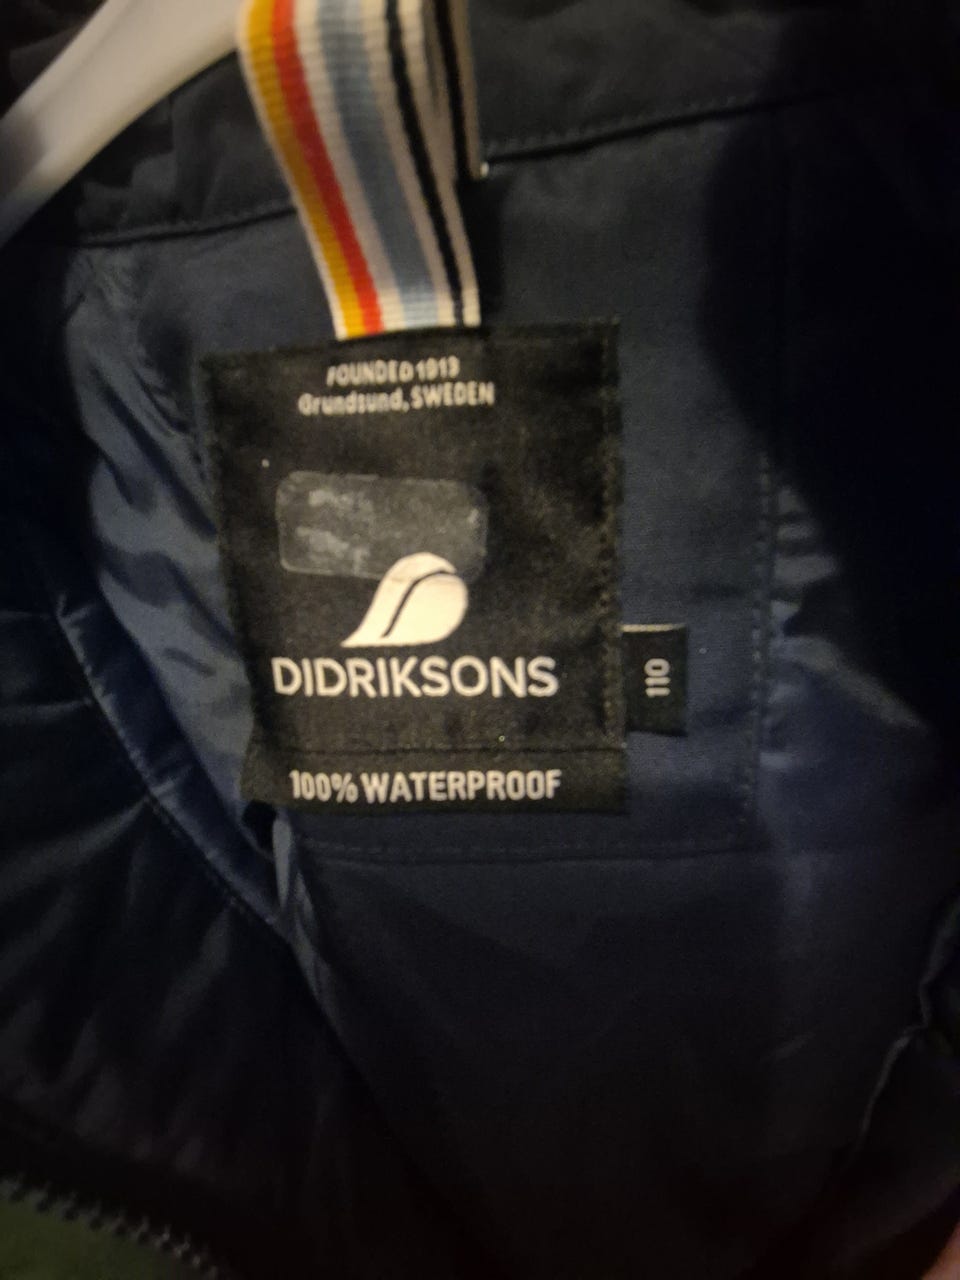 FOUNDED 1913
Grundsund, SWEDEN
DIDRIKSONS
110
100% WATERPROOF